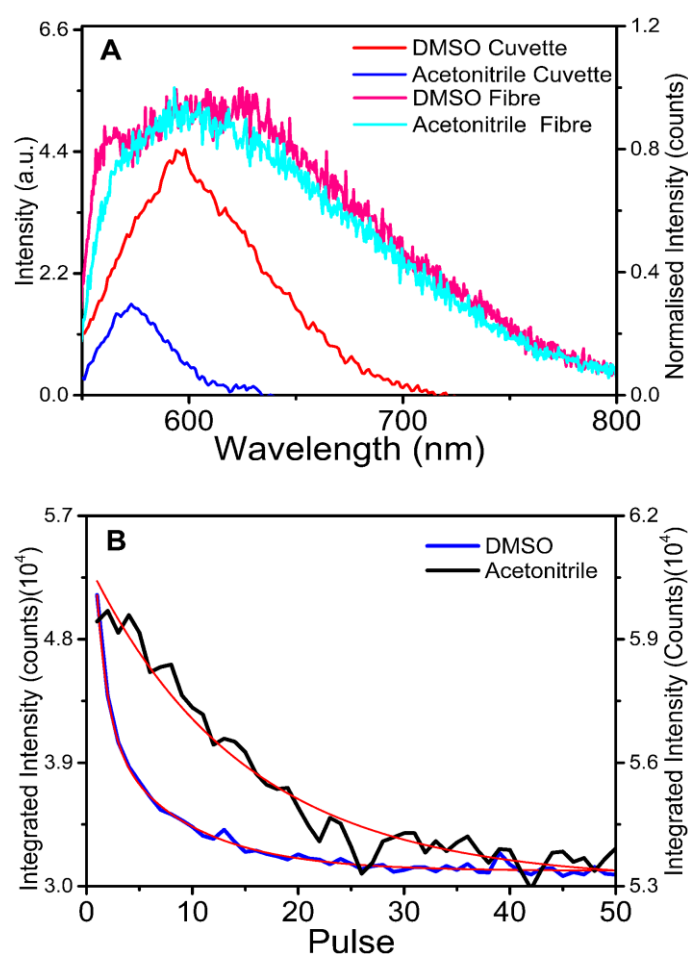 A
DMSO Cuvette
Acetonitrile Cuvette
DMSO Fibre
Acetonitrile Fibre
6.6
4.4
2.2
0.0
Intensity (a.u.)
1.2
0.8
0.4
0.0
Normalised Intensity (counts)
600
700
800
Wavelength (nm)
B
DMSO
Acetonitrile
5.7
4.8
3.9
3.0
Integrated Intensity (counts)(10⁴)
6.2
5.9
5.6
5.3
Integrated Intensity (Counts)(10⁴)
0
10
20
30
40
50
Pulse